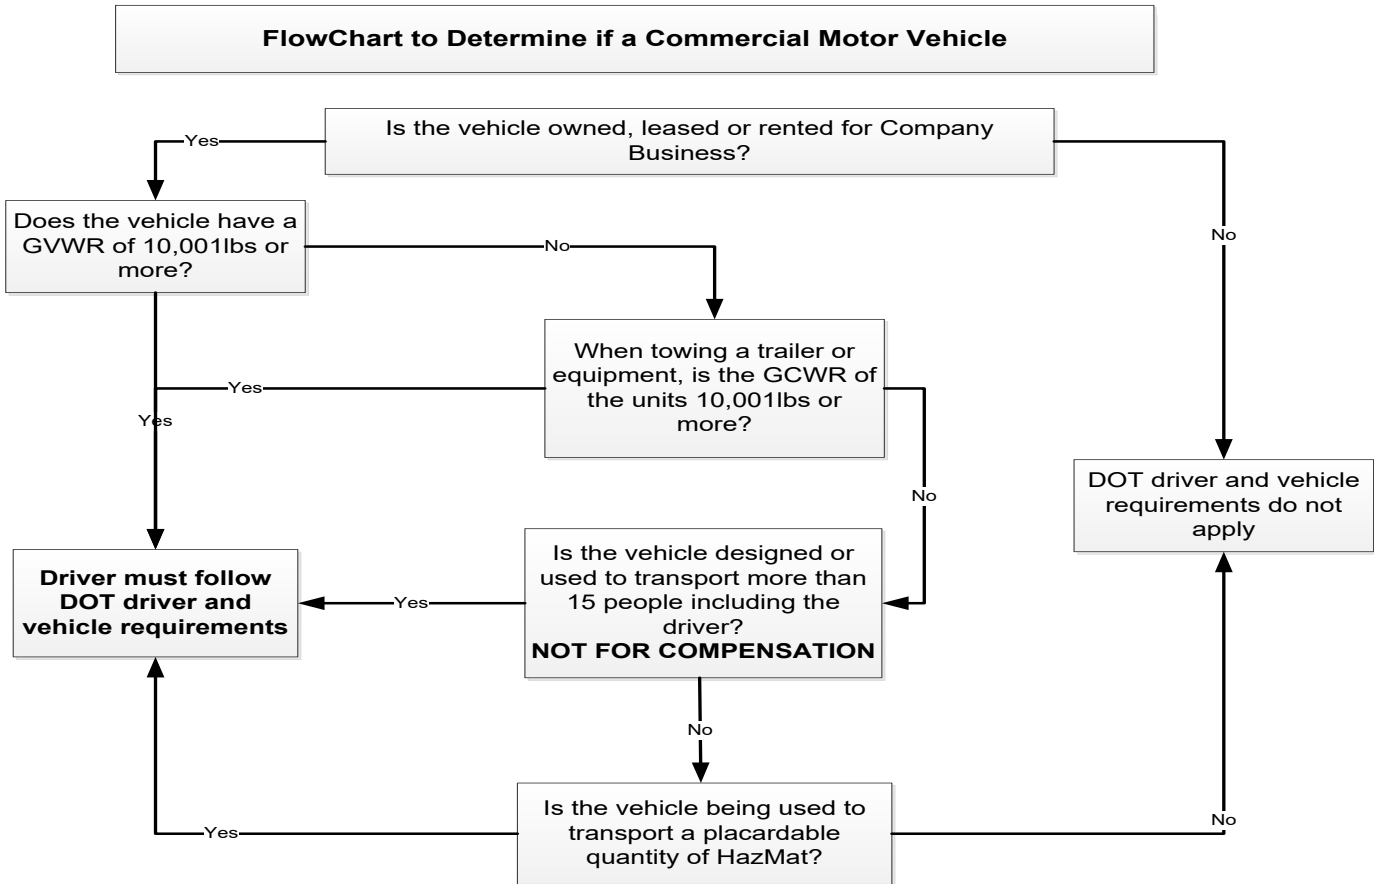 FlowChart to Determine if a Commercial Motor Vehicle
Is the vehicle owned, leased or rented for Company
Business?
Yes
No
Does the vehicle have a
GVWR of 10,001lbs or
more?
No
When towing a trailer or
equipment, is the GCWR of
the units 10,001lbs or
more?
Yes
Yes
No
DOT driver and vehicle
requirements do not
apply
Driver must follow
DOT driver and
vehicle requirements
Yes
Is the vehicle designed or
used to transport more than
15 people including the
driver?
NOT FOR COMPENSATION
No
Is the vehicle being used to
transport a placardable
quantity of HazMat?
Yes
No